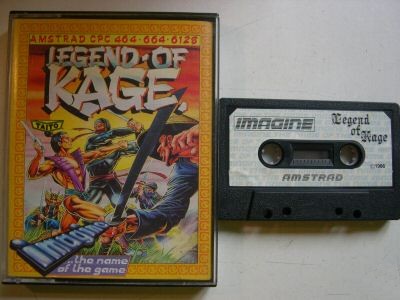 AMSTRAD CPC 464·664·6128
LEGEND·OF
KAGE
TAITO
imagine
...the name
of the game
IMAGINE
Legend
of
Kage
©1986
AMSTRAD